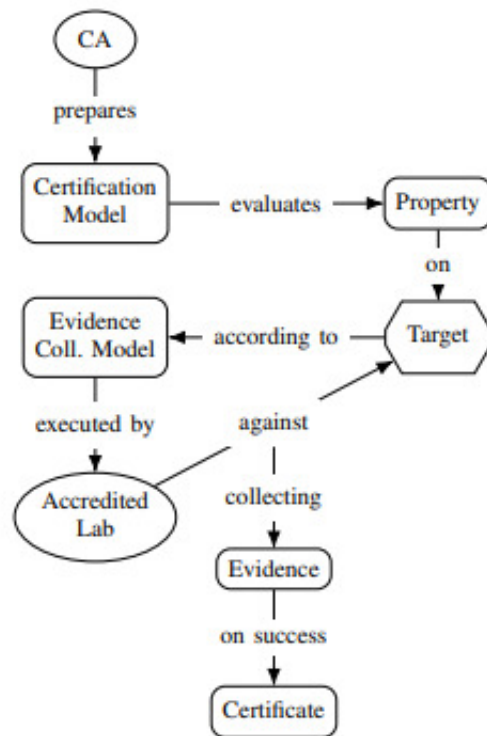 CA
prepares
Certification
Model
evaluates
Property
on
Evidence
Coll. Model
according to
Target
executed by
against
Accredited
Lab
collecting
Evidence
on success
Certificate